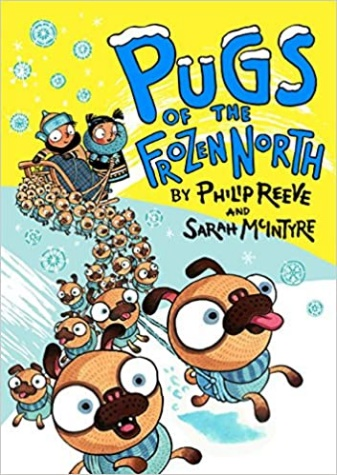 PUGS
OF THE
FROZEN NORTH
BY PHILIP REEVE
AND
SARAH McINTYRE